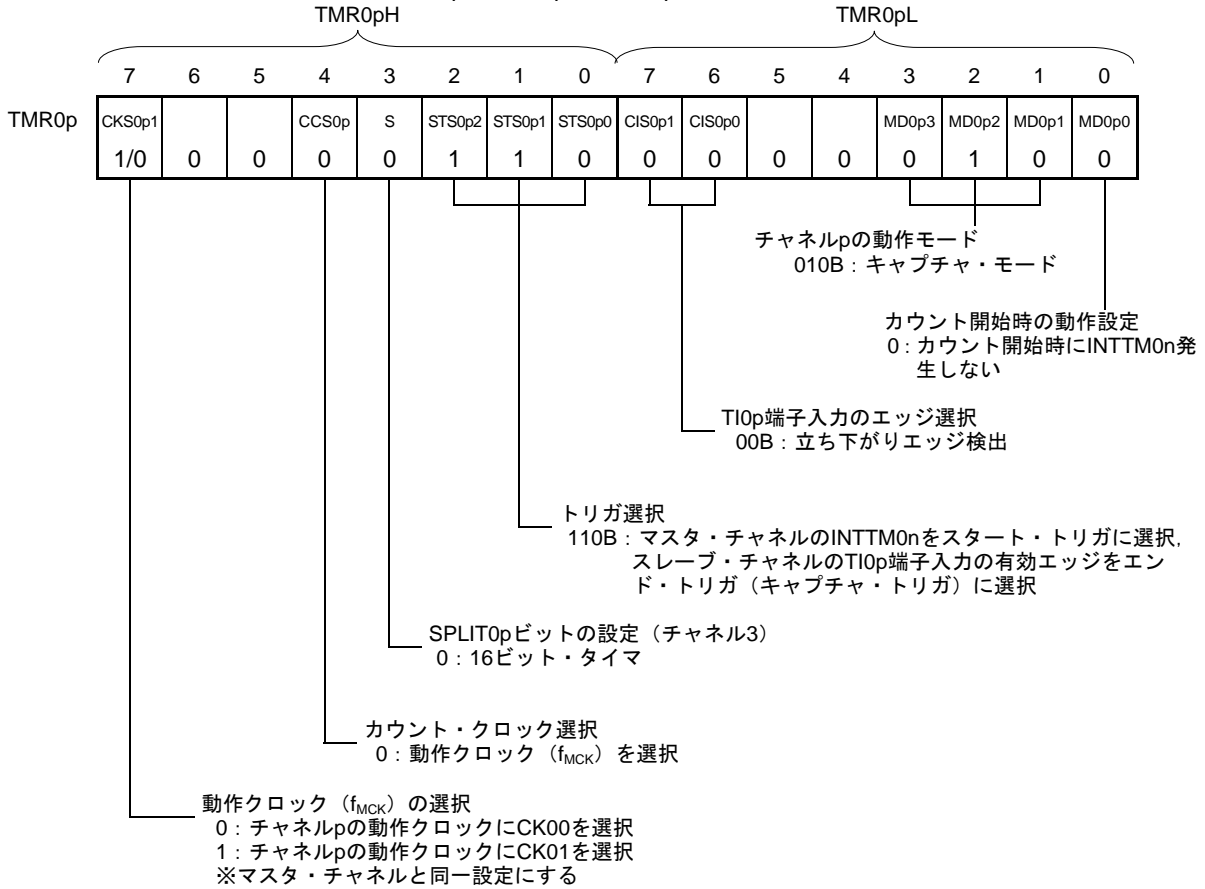 TMR0pH TMR0pL
7 6 5 4 3 2 1 0 7 6 5 4 3 2 1 0
TMR0p CKS0p1 CCS0p S STS0p2 STS0p1 STS0p0 CIS0p1 CIS0p0 MD0p3 MD0p2 MD0p1 MD0p0
1/0 0 0 0 0 1 1 0 0 0 0 0 0 1 0 0
チャネルpの動作モード
010B：キャプチャ・モード
カウント開始時の動作設定
0：カウント開始時にINTTM0n発
生しない
TI0p端子入力のエッジ選択
00B：立ち下がりエッジ検出
トリガ選択
110B：マスタ・チャネルのINTTM0nをスタート・トリガに選択,
スレーブ・チャネルのTI0p端子入力の有効エッジをエン
ド・トリガ（キャプチャ・トリガ）に選択
SPLIT0pビットの設定（チャネル3）
0：16ビット・タイマ
カウント・クロック選択
0：動作クロック（fMCK）を選択
動作クロック（fMCK）の選択
0：チャネルpの動作クロックにCK00を選択
1：チャネルpの動作クロックにCK01を選択
※マスタ・チャネルと同一設定にする